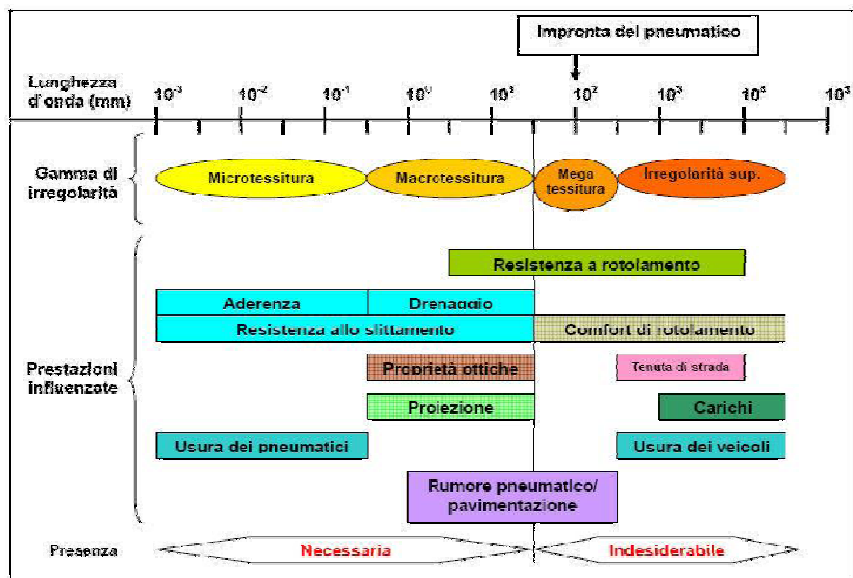 Impronta del pneumatico
Lunghezza
d'onda (mm)
10⁻³ 10⁻² 10⁻¹ 10⁰ 10¹ 10² 10³ 10⁴
Gamma di
irregolarità
Microtessitura
Macrotessitura
Mega
tessitura
Irregolarità sup.
Resistenza a rotolamento
Aderenza
Drenaggio
Resistenza allo slittamento
Comfort di rotolamento
Prestazioni
influenzate
Proprietà ottiche
Tenuta di strada
Proiezione
Carichi
Usura dei pneumatici
Usura dei veicoli
Rumore pneumatico/
pavimentazione
Presenza
Necessaria
Indesiderabile